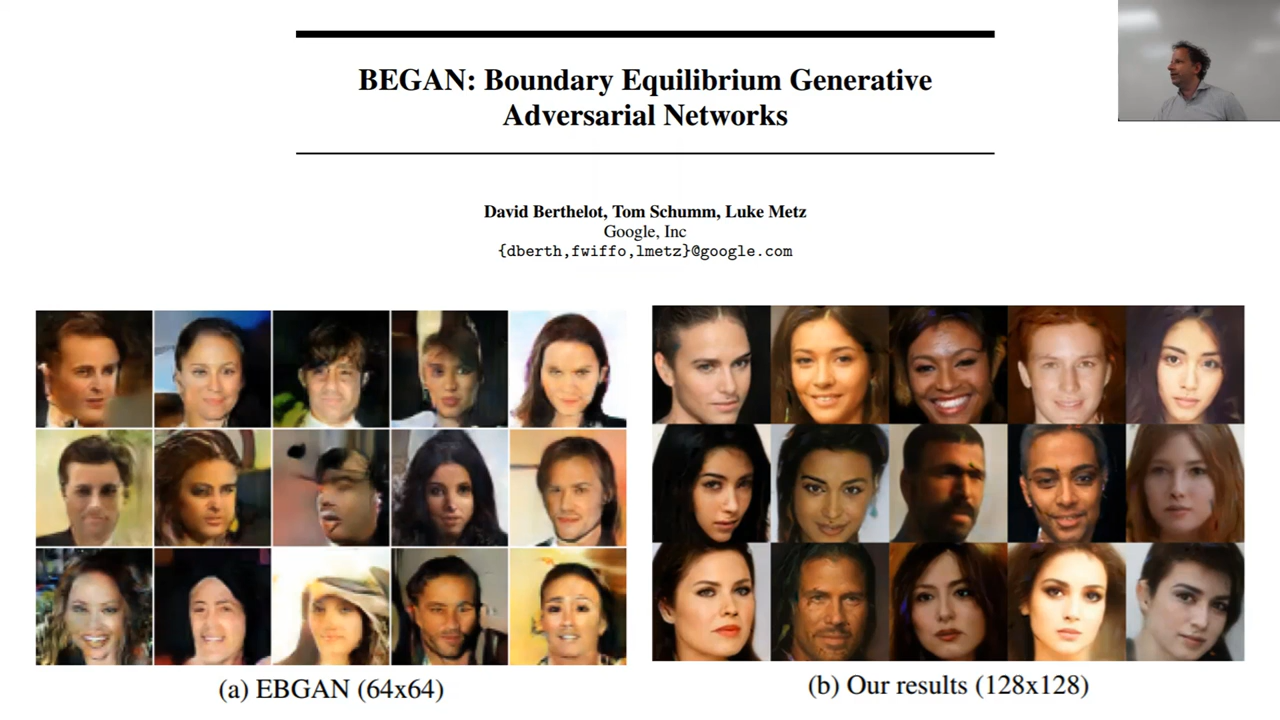 BEGAN: Boundary Equilibrium Generative
Adversarial Networks
David Berthelot, Tom Schumm, Luke Metz
Google, Inc
{dberth,fwiffo,lmetz}@google.com
(a) EBGAN (64x64)
(b) Our results (128x128)